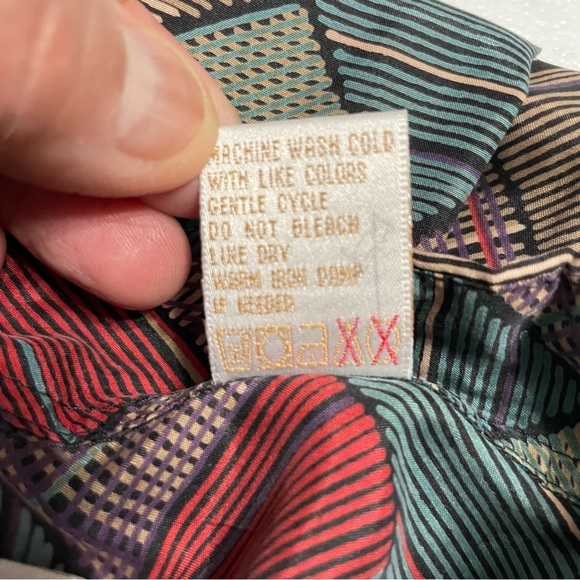 MACHINE WASH COLD
WITH LIKE COLORS
GENTLE CYCLE
DO NOT BLEACH
LINE DRY
WARM IRON DAMP
IF NEEDED